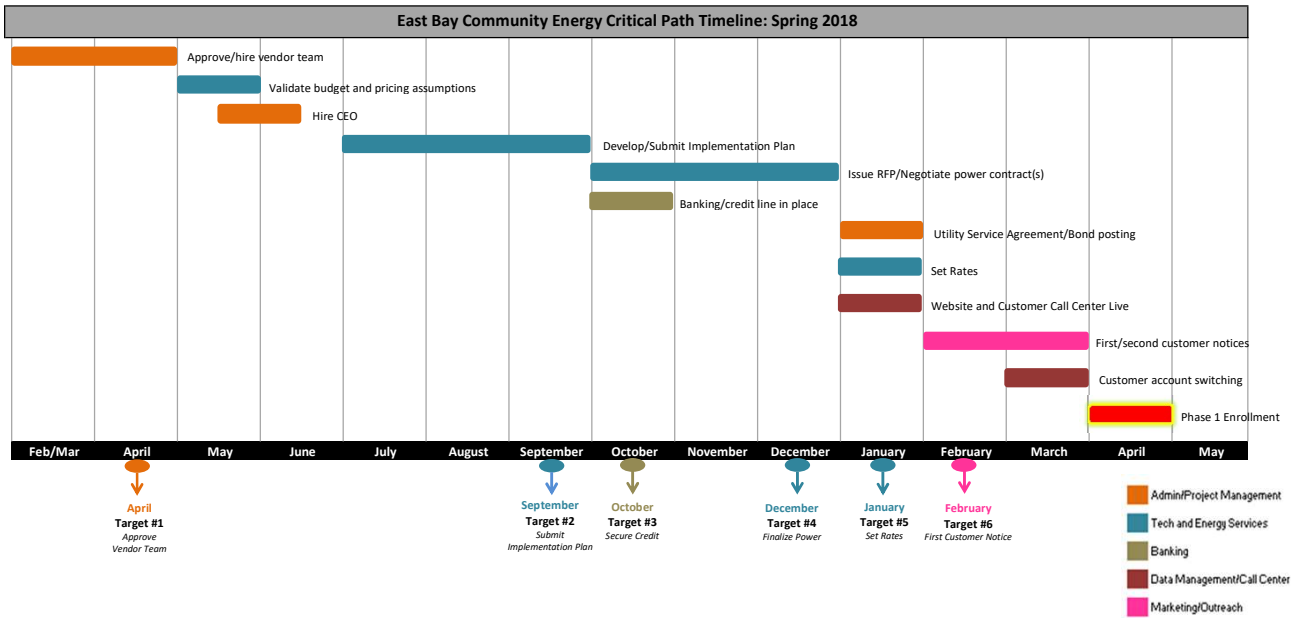 East Bay Community Energy Critical Path Timeline: Spring 2018
Approve/hire vendor team
Validate budget and pricing assumptions
Hire CEO
Develop/Submit Implementation Plan
Issue RFP/Negotiate power contract(s)
Banking/credit line in place
Utility Service Agreement/Bond posting
Set Rates
Website and Customer Call Center Live
First/second customer notices
Customer account switching
Phase 1 Enrollment
Feb/Mar April May June July August September October November December January February March April May
April
Target #1
Approve
Vendor Team
September
Target #2
Submit
Implementation Plan
October
Target #3
Secure Credit
December
Target #4
Finalize Power
January
Target #5
Set Rates
February
Target #6
First Customer Notice
Admin/Project Management
Tech and Energy Services
Banking
Data Management/Call Center
Marketing/Outreach